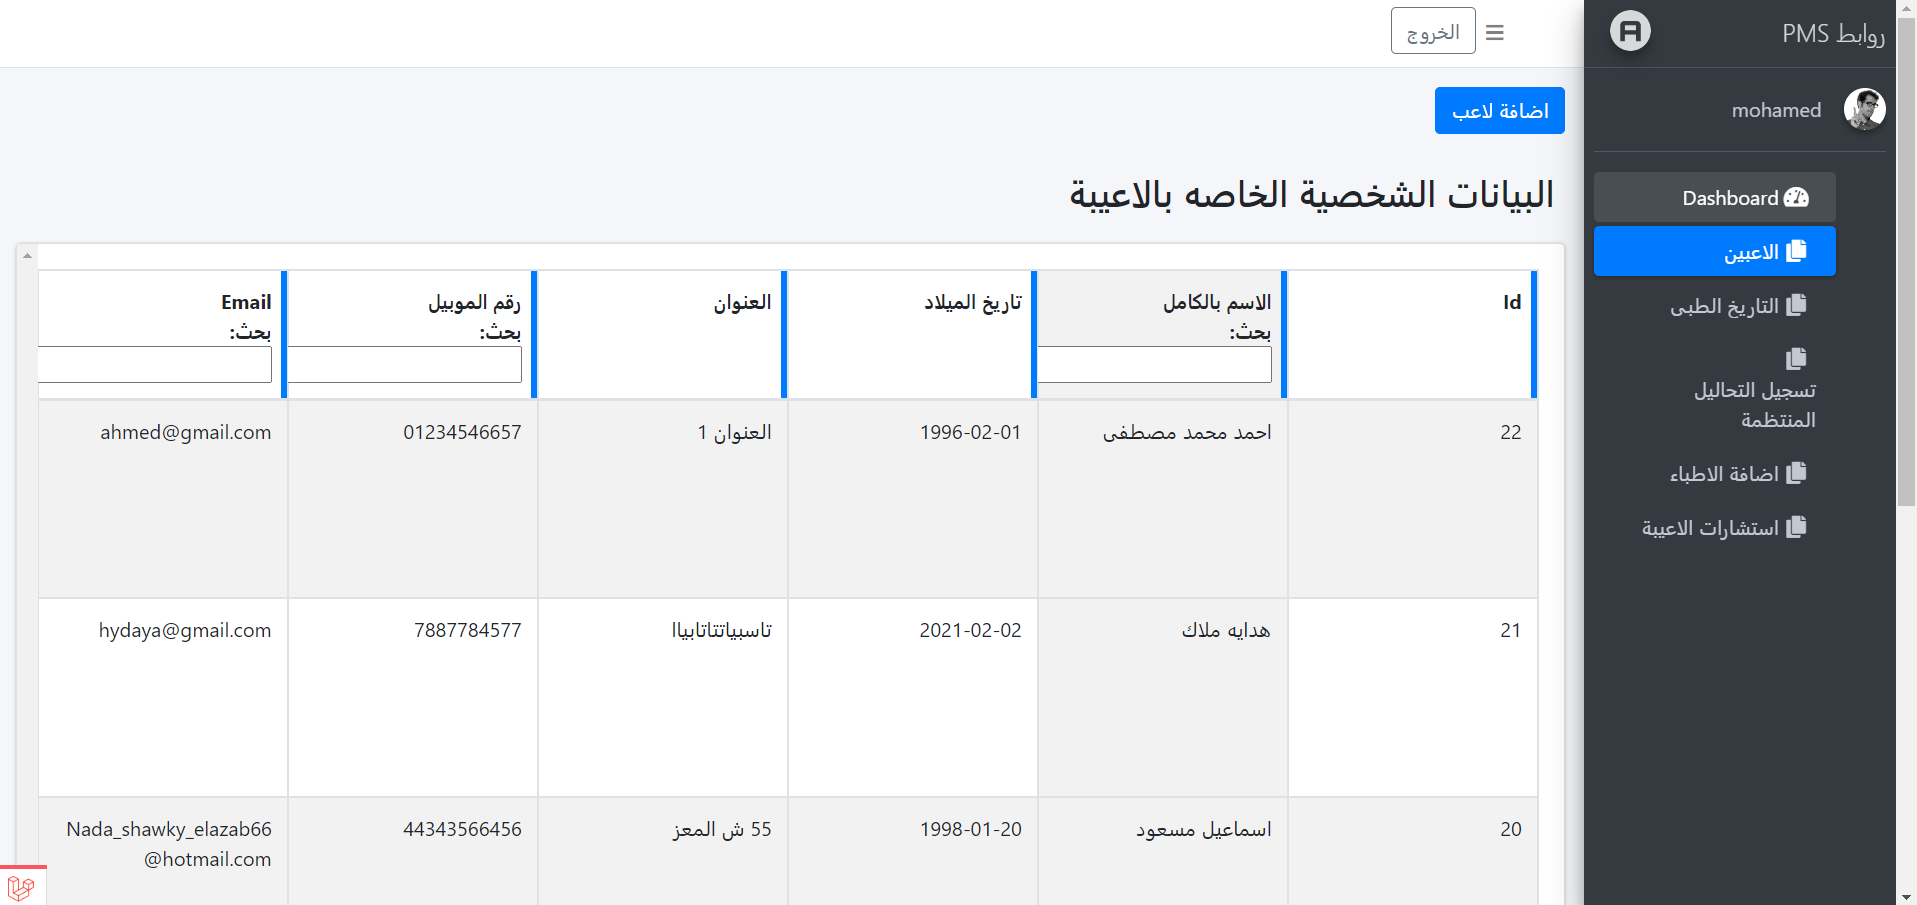 روابط PMS
الخروج
mohamed
Dashboard
الاعبين
التاريخ الطبى
تسجيل التحاليل
المنتظمة
اضافة الاطباء
استشارات الاعيبة
اضافة لاعب
البيانات الشخصية الخاصه بالاعيبة
Id
الاسم بالكامل
بحث:
تاريخ الميلاد
العنوان
رقم الموبيل
بحث:
Email
بحث:
22
احمد محمد مصطفى
1996-02-01
العنوان 1
01234546657
ahmed@gmail.com
21
هدايه ملاك
2021-02-02
تاسبياتتاتابياا
7887784577
hydaya@gmail.com
20
اسماعيل مسعود
1998-01-20
55 ش المعز
44343566456
Nada_shawky_elazab66
@hotmail.com